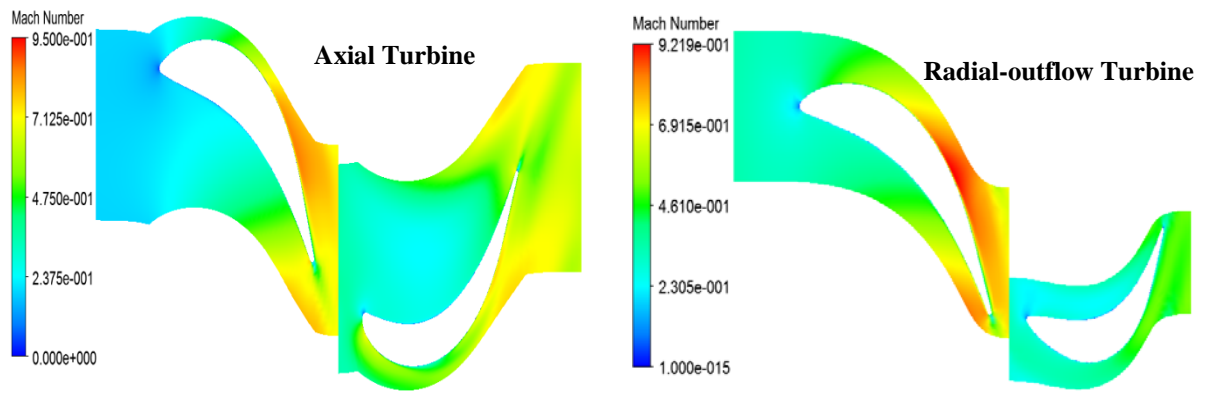 Mach Number
9.500e-001
7.125e-001
4.750e-001
2.375e-001
0.000e+000
Axial Turbine
Mach Number
9.219e-001
6.915e-001
4.610e-001
2.305e-001
1.000e-015
Radial-outflow Turbine